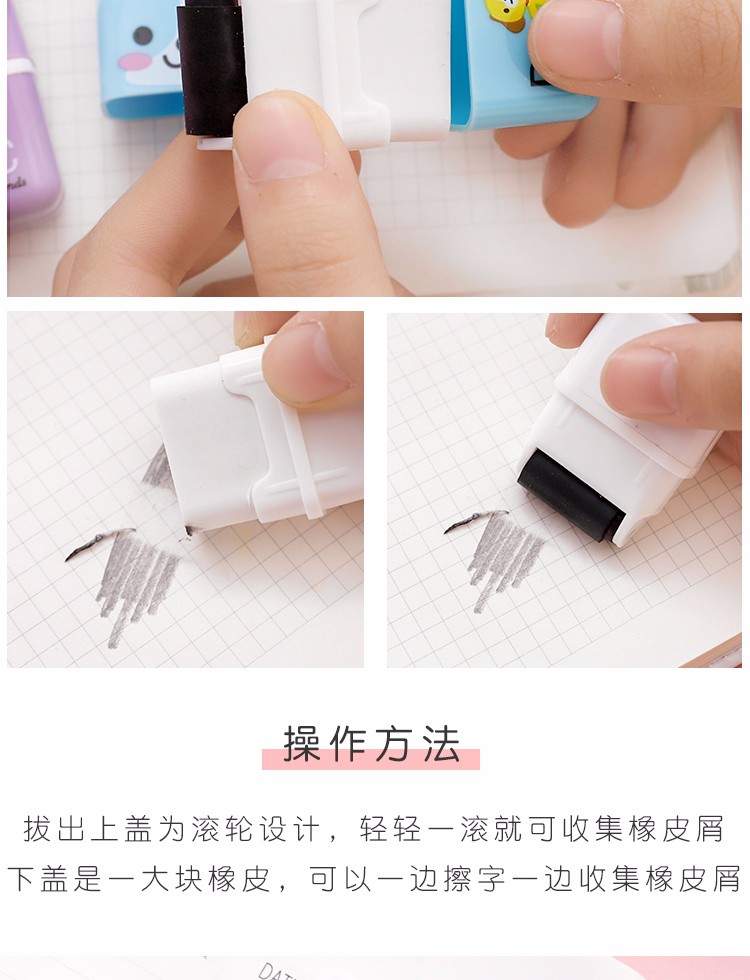 操作方法
拔出上盖为滚轮设计，轻轻一滚就可收集橡皮屑
下盖是一大块橡皮，可以一边擦字一边收集橡皮屑